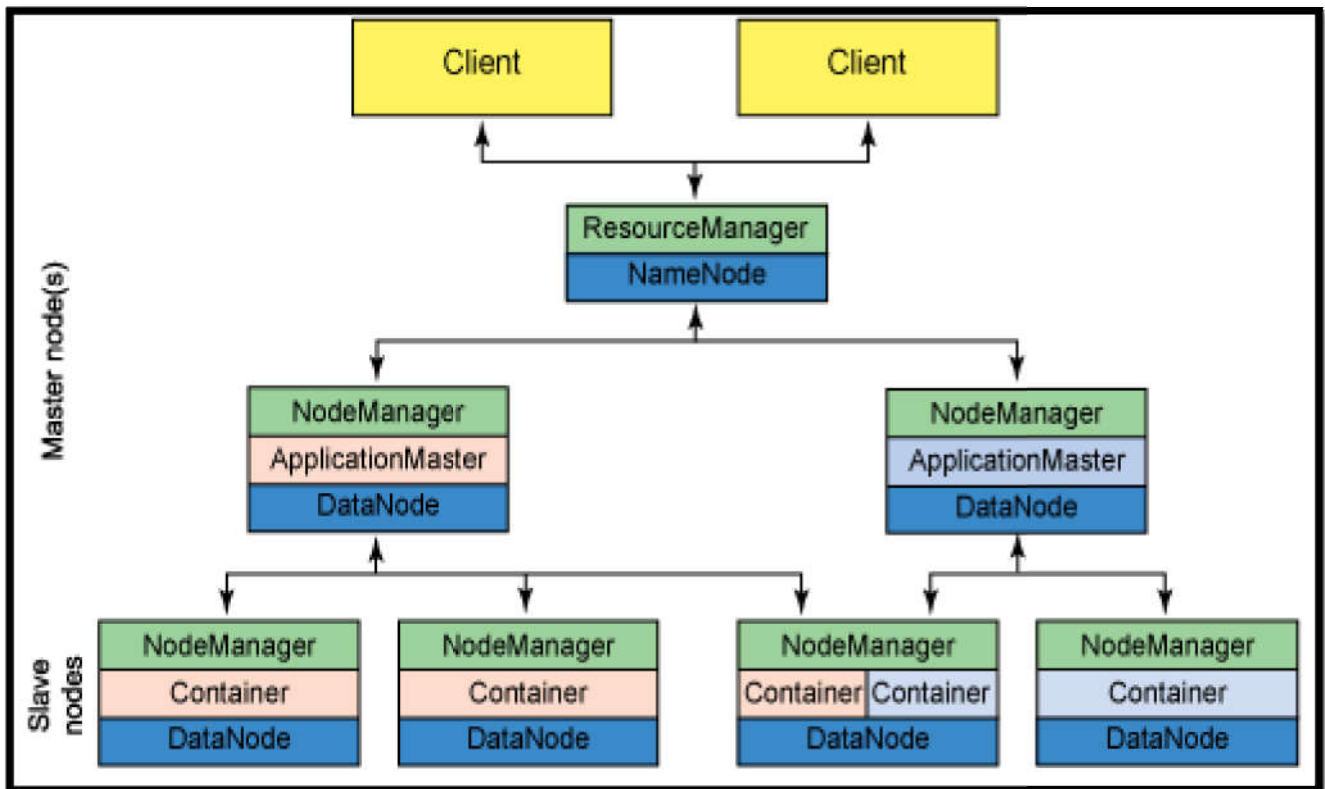 Client
Client
ResourceManager
NameNode
Master node(s)
NodeManager
ApplicationMaster
DataNode
NodeManager
ApplicationMaster
DataNode
Slave
nodes
NodeManager
Container
DataNode
NodeManager
Container
DataNode
NodeManager
Container
Container
DataNode
NodeManager
Container
DataNode